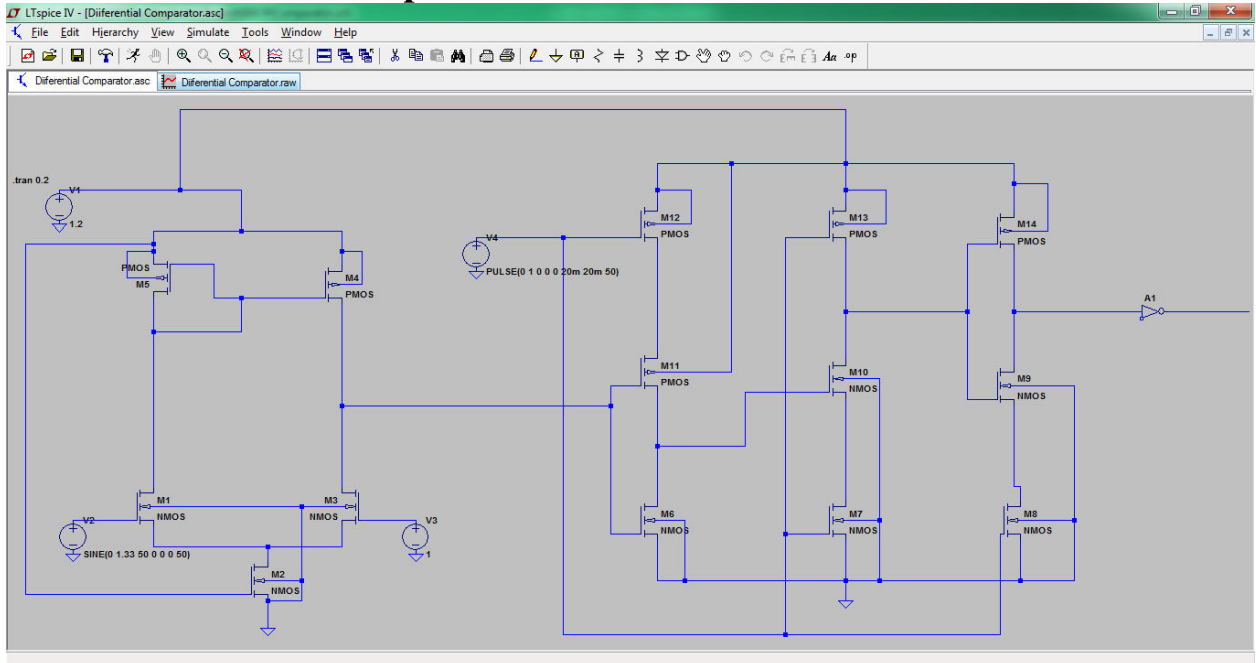 LTspice IV - [Diiferential Comparator.asc]
File Edit Hierarchy View Simulate Tools Window Help
Aa .op
Diiferential Comparator.asc Diiferential Comparator.raw
.tran 0.2
V1
1.2
PMOS
M5
M4
PMOS
M1
NMOS
M3
NMOS
V2
SINE(0 1.33 50 0 0 0 50)
V3
1
M2
NMOS
V4
PULSE(0 1 0 0 0 20m 20m 50)
M12
PMOS
M13
PMOS
M14
PMOS
M11
PMOS
M10
NMOS
M9
NMOS
M6
NMOS
M7
NMOS
M8
NMOS
A1